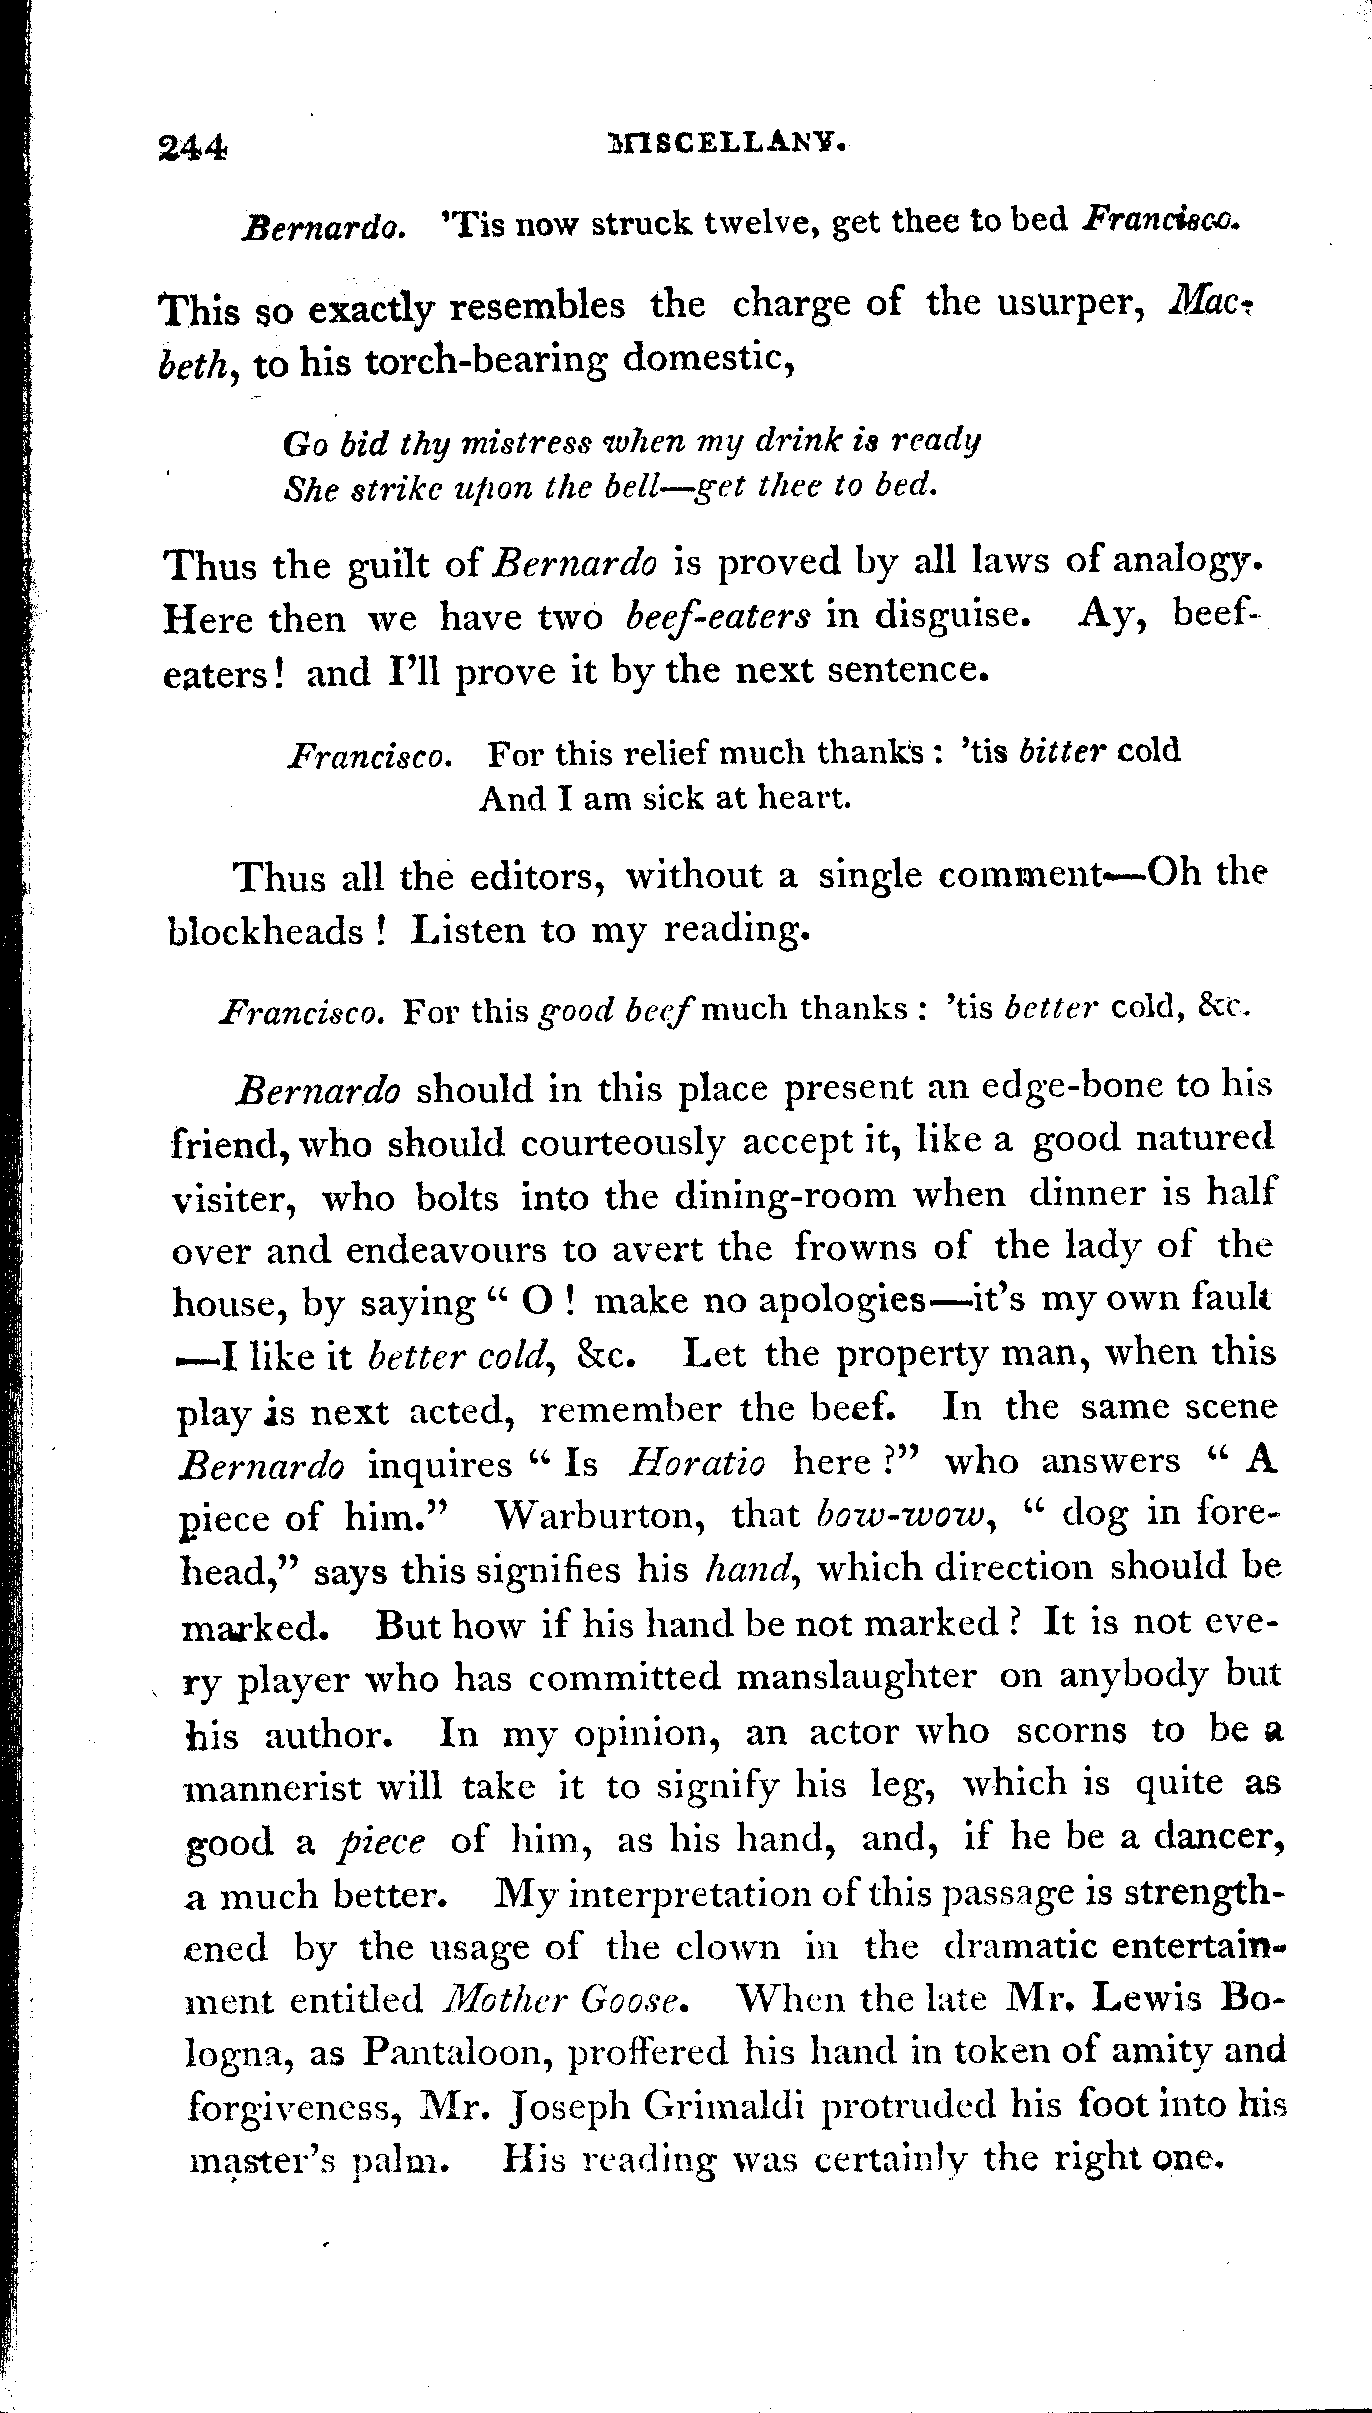 244 MISCELLANY.
Bernardo. 'Tis now struck twelve, get thee to bed Francisco.
This so exactly resembles the charge of the usurper, Mac-
beth, to his torch-bearing domestic,
Go bid thy mistress when my drink is ready
She strike upon the bell—get thee to bed.
Thus the guilt of Bernardo is proved by all laws of analogy.
Here then we have two beef-eaters in disguise. Ay, beef-
eaters! and I'll prove it by the next sentence.
Francisco. For this relief much thanks : 'tis bitter cold
And I am sick at heart.
Thus all the editors, without a single comment—Oh the
blockheads ! Listen to my reading.
Francisco. For this good beef much thanks : 'tis better cold, &c.
Bernardo should in this place present an edge-bone to his
friend, who should courteously accept it, like a good natured
visiter, who bolts into the dining-room when dinner is half
over and endeavours to avert the frowns of the lady of the
house, by saying " O ! make no apologies—it's my own fault
—I like it better cold, &c. Let the property man, when this
play is next acted, remember the beef. In the same scene
Bernardo inquires " Is Horatio here ?" who answers " A
piece of him." Warburton, that bow-wow, " dog in fore-
head," says this signifies his hand, which direction should be
marked. But how if his hand be not marked ? It is not eve-
ry player who has committed manslaughter on anybody but
his author. In my opinion, an actor who scorns to be a
mannerist will take it to signify his leg, which is quite as
good a piece of him, as his hand, and, if he be a dancer,
a much better. My interpretation of this passage is strength-
ened by the usage of the clown in the dramatic entertain-
ment entitled Mother Goose. When the late Mr. Lewis Bo-
logna, as Pantaloon, proffered his hand in token of amity and
forgiveness, Mr. Joseph Grimaldi protruded his foot into his
master's palm. His reading was certainly the right one.